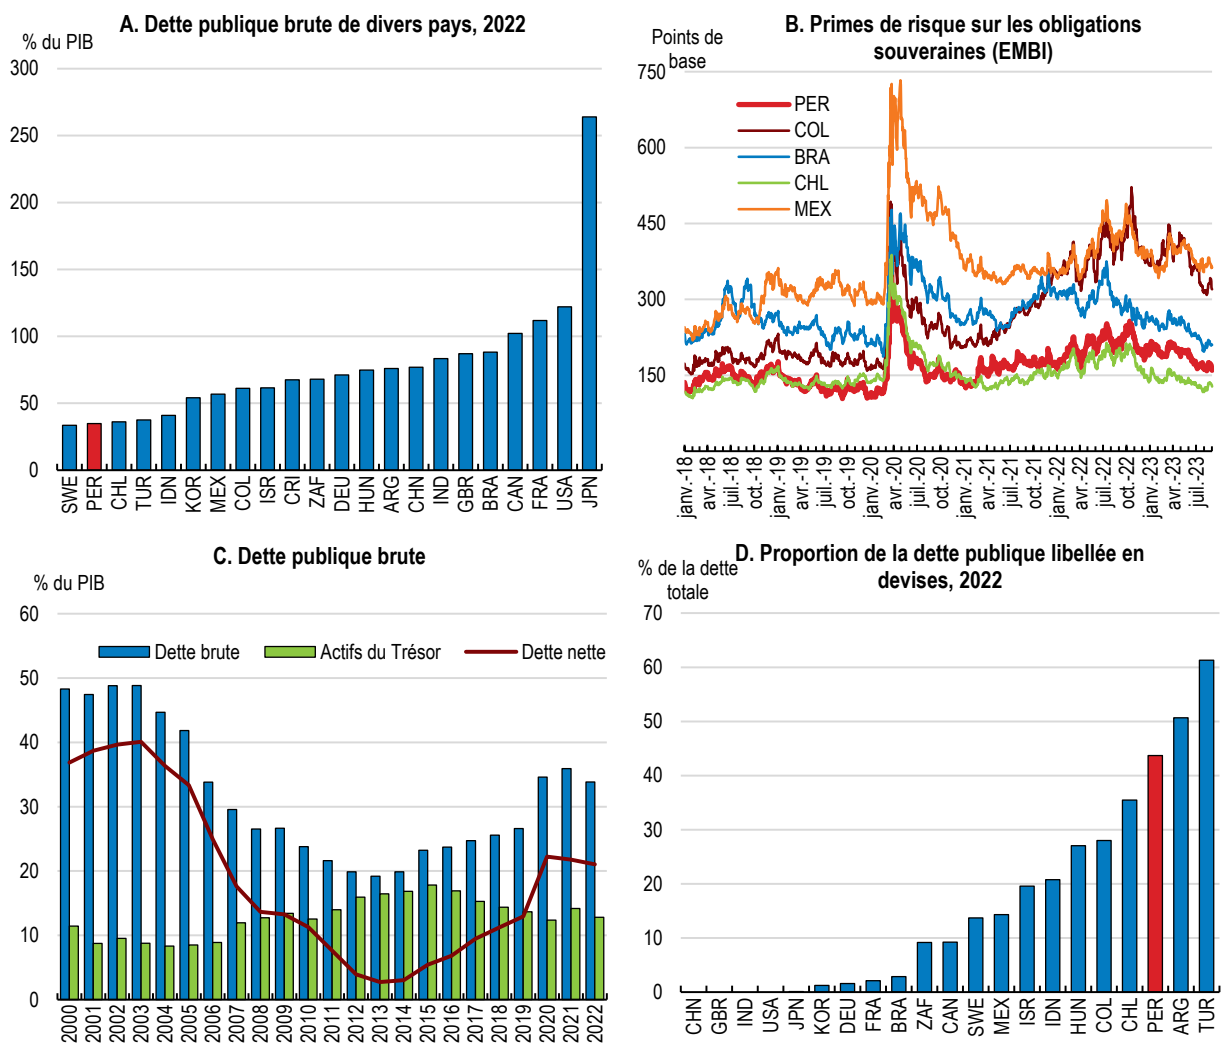 A. Dette publique brute de divers pays, 2022
% du PIB
300
250
200
150
100
50
0
SWE
PER
CHL
TUR
IDN
KOR
MEX
COL
ISR
CRI
ZAF
DEU
HUN
ARG
CHN
IND
GBR
BRA
CAN
FRA
USA
JPN
B. Primes de risque sur les obligations
souveraines (EMBI)
Points de
base
750
600
450
300
150
PER
COL
BRA
CHL
MEX
janv.-18
avr.-18
juil.-18
oct.-18
janv.-19
avr.-19
juil.-19
oct.-19
janv.-20
avr.-20
juil.-20
oct.-20
janv.-21
avr.-21
juil.-21
oct.-21
janv.-22
avr.-22
juil.-22
oct.-22
janv.-23
avr.-23
juil.-23
C. Dette publique brute
% du PIB
60
50
40
30
20
10
0
Dette brute
Actifs du Trésor
Dette nette
2000
2001
2002
2003
2004
2005
2006
2007
2008
2009
2010
2011
2012
2013
2014
2015
2016
2017
2018
2019
2020
2021
2022
D. Proportion de la dette publique libellée en
devises, 2022
% de la dette
totale
70
60
50
40
30
20
10
0
CHN
GBR
IND
USA
JPN
KOR
DEU
FRA
BRA
ZAF
CAN
SWE
MEX
ISR
IDN
HUN
COL
CHL
PER
ARG
TUR